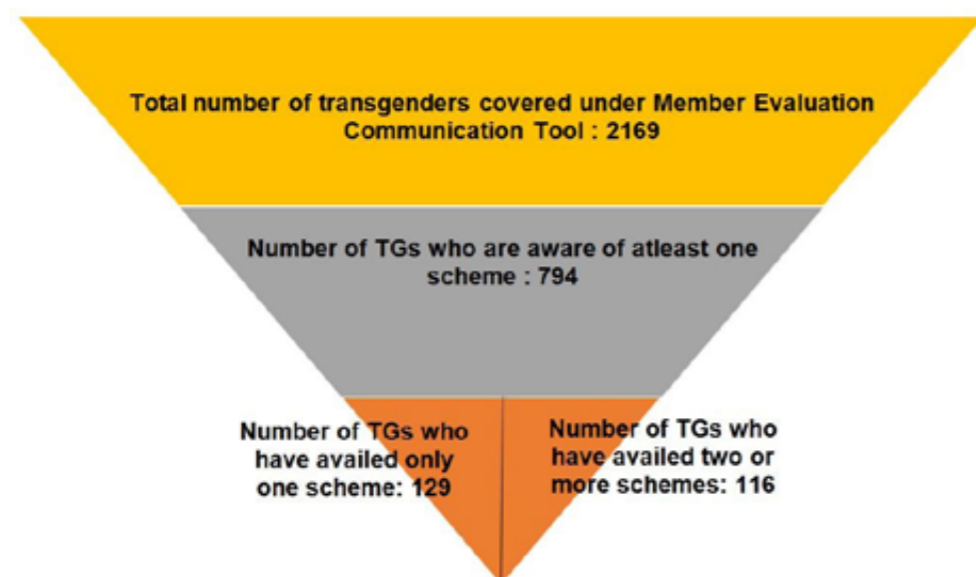 Total number of transgenders covered under Member Evaluation
Communication Tool : 2169
Number of TGs who are aware of atleast one
scheme : 794
Number of TGs who
have availed only
one scheme: 129
Number of TGs who
have availed two or
more schemes: 116